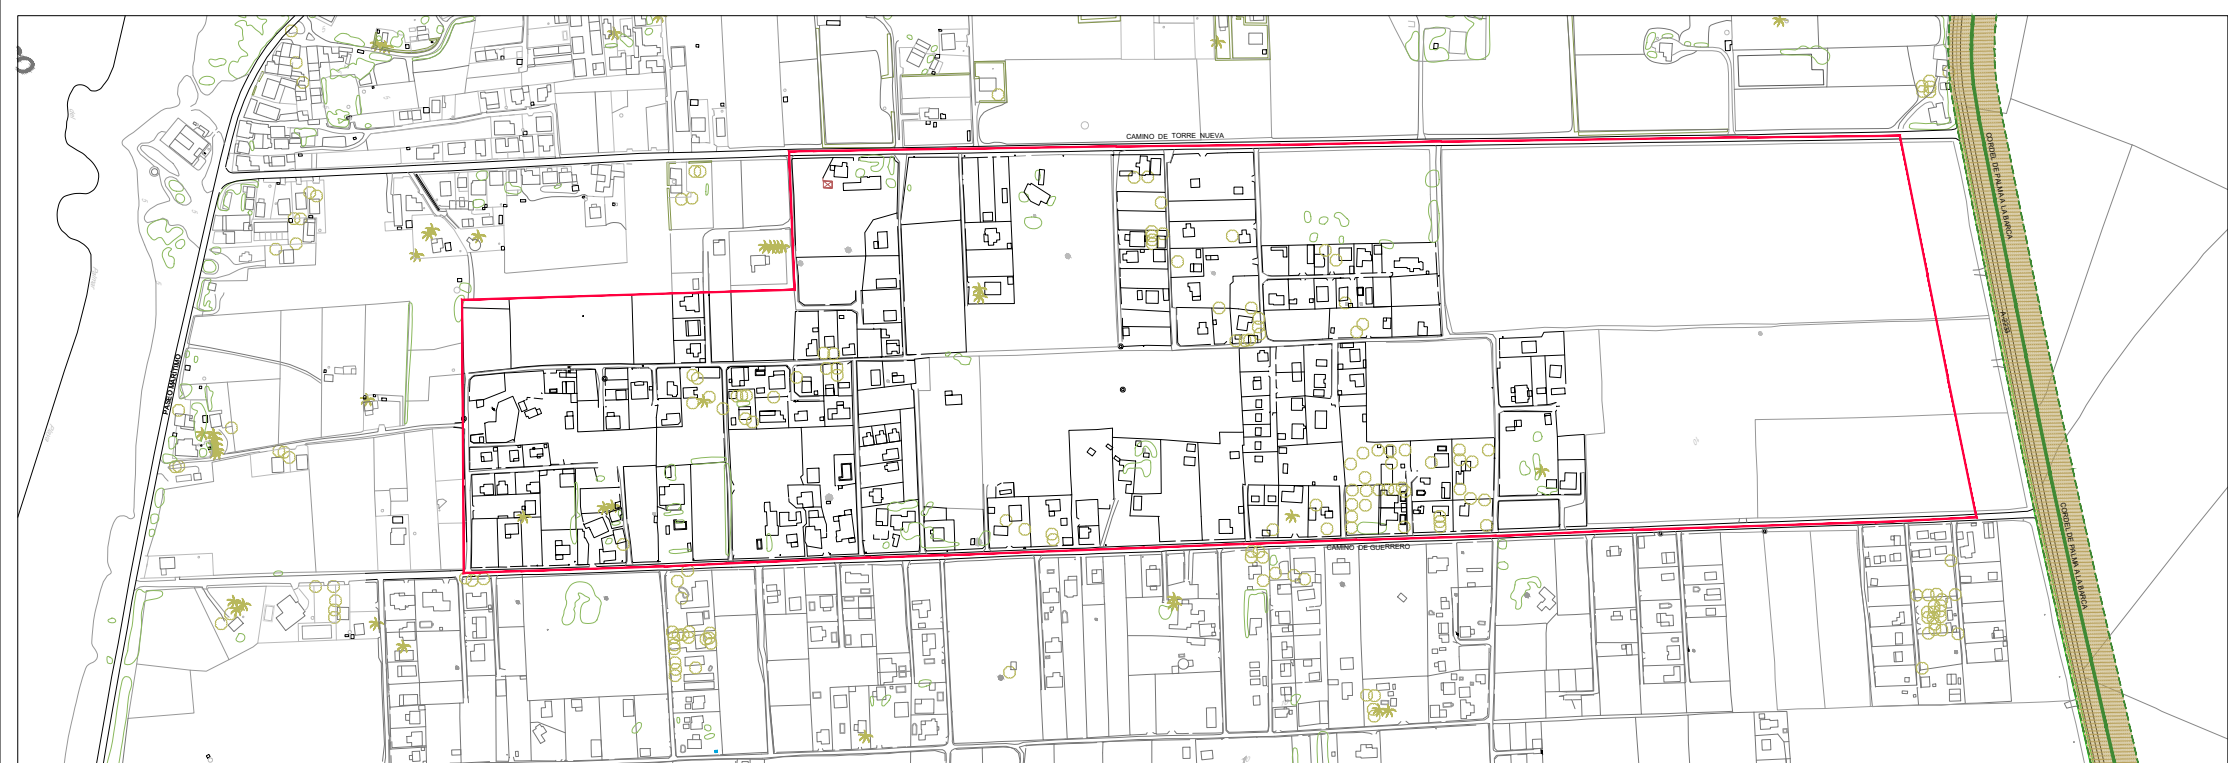 CAMINO DE TORRE NUEVA
CORDEL DE PALMA A LA BARCA
PASEO MARITIMO
CAMINO DE GUERRERO
CORDEL DE PALMA A LA BARCA